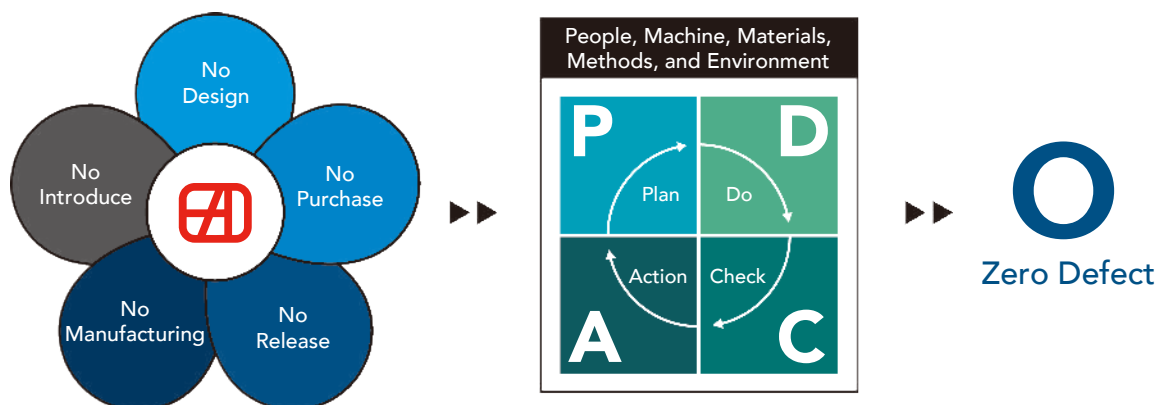 No
Design
No
Introduce
No
Purchase
No
Manufacturing
No
Release
People, Machine, Materials,
Methods, and Environment
P
D
Plan
Do
Action
Check
A
C
O
Zero Defect